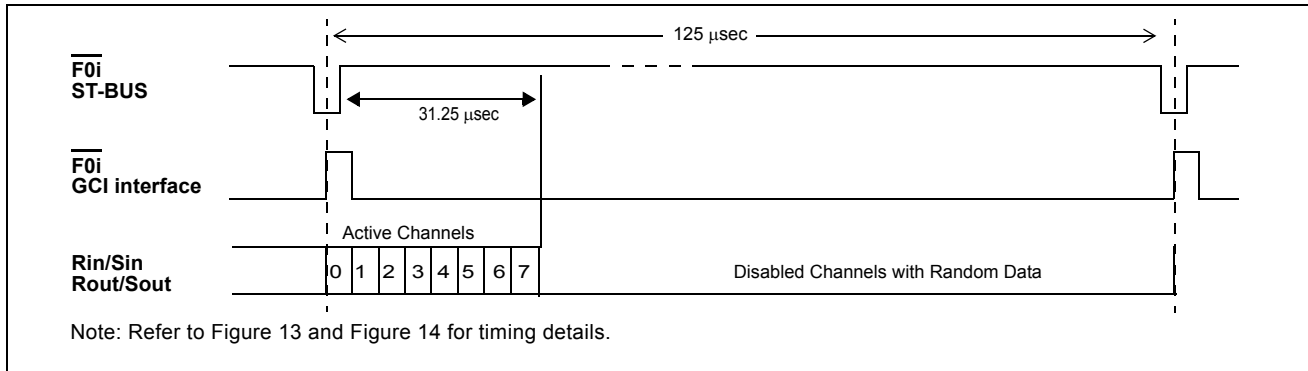 125 μsec
F0i
ST-BUS
31.25 μsec
F0i
GCI interface
Active Channels
Rin/Sin
Rout/Sout
0 1 2 3 4 5 6 7
Disabled Channels with Random Data
Note: Refer to Figure 13 and Figure 14 for timing details.